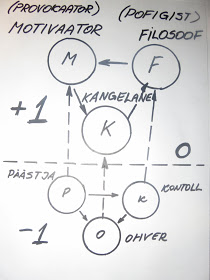 (PROVOKAATOR) (POFIGIST)
MOTIVAATOR FILOSOOF
M F
KANGELANE
+1 K
0
PÄÄSTJA KONTOLL
P K
-1 O OHVER